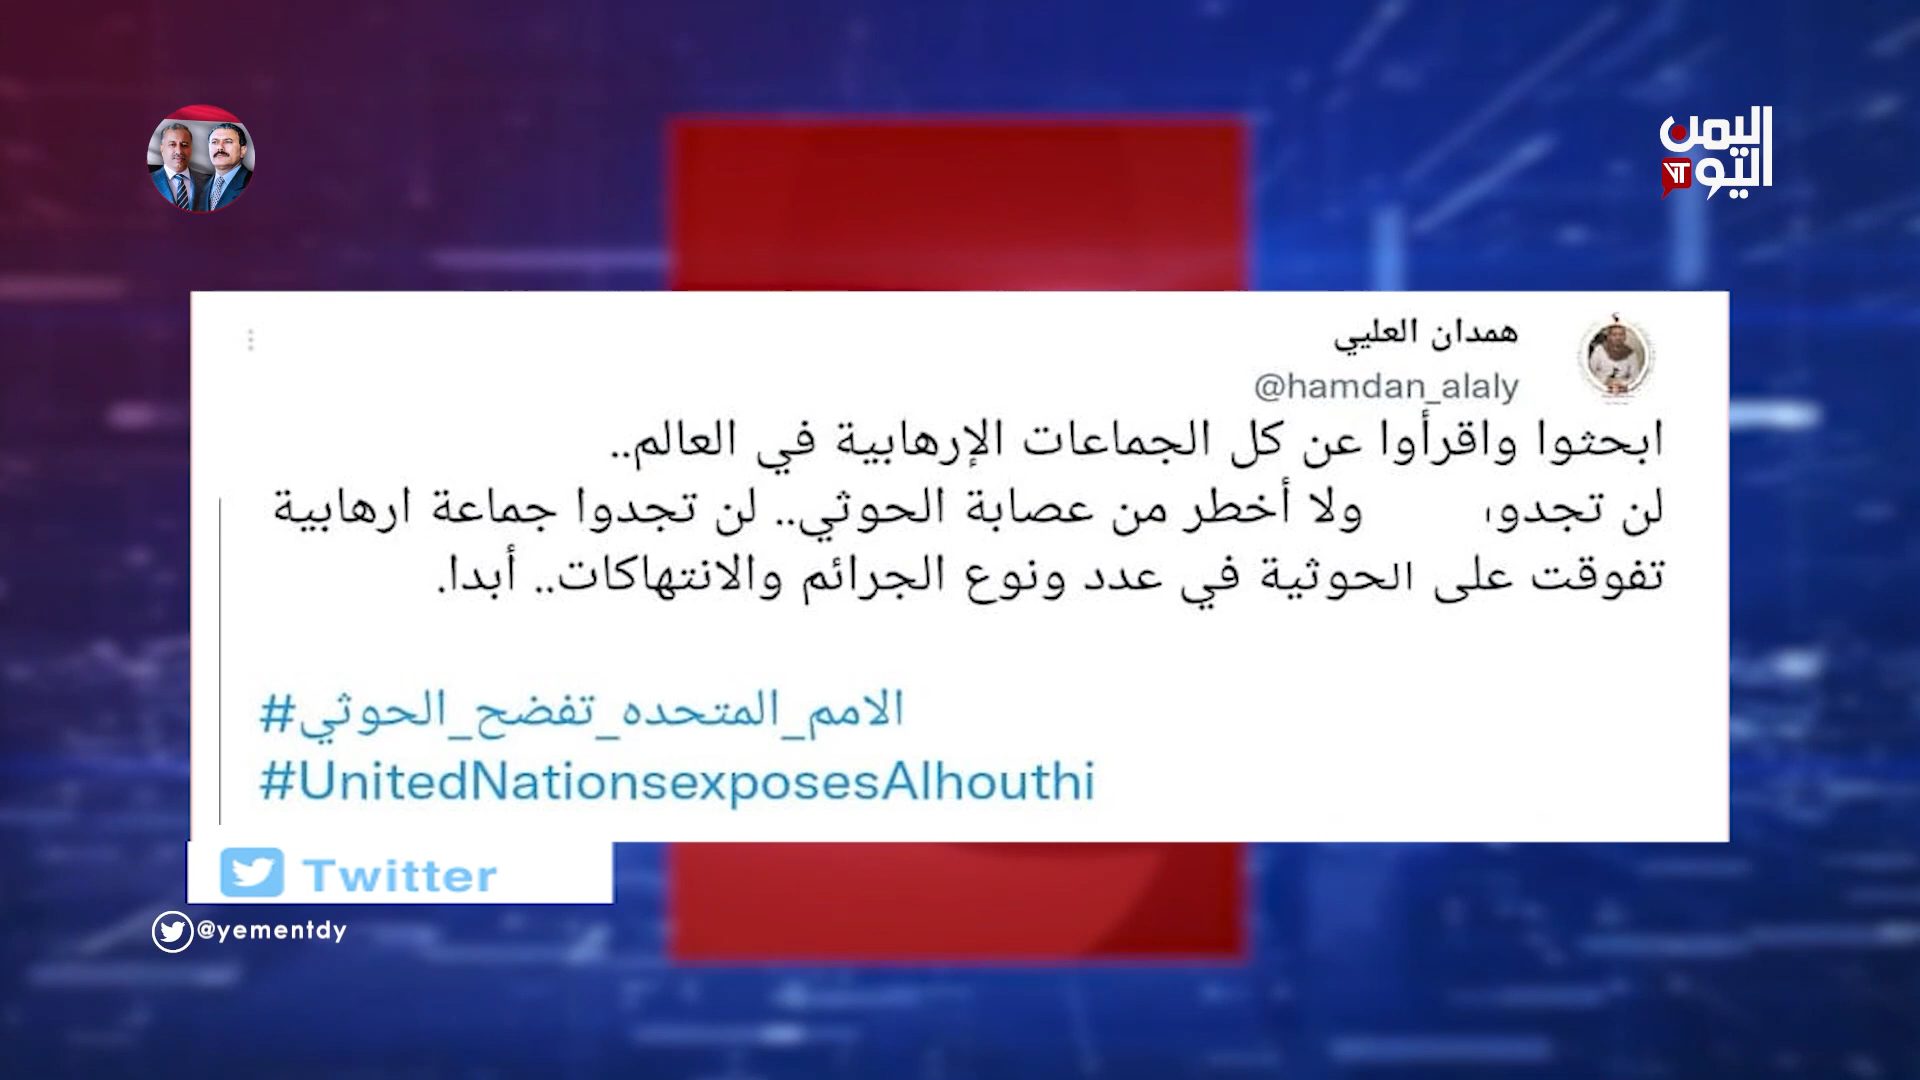 اليمن
اليوم
YT
همدان العليي
@hamdan_alaly
ابحثوا واقرأوا عن كل الجماعات الإرهابية في العالم..
لن تجدوا ولا أخطر من عصابة الحوثي.. لن تجدوا جماعة ارهابية
تفوقت على الحوثية في عدد ونوع الجرائم والانتهاكات.. أبدا.
#الامم_المتحده_تفضح_الحوثي
#UnitedNationsexposesAlhouthi
Twitter
@yementdy